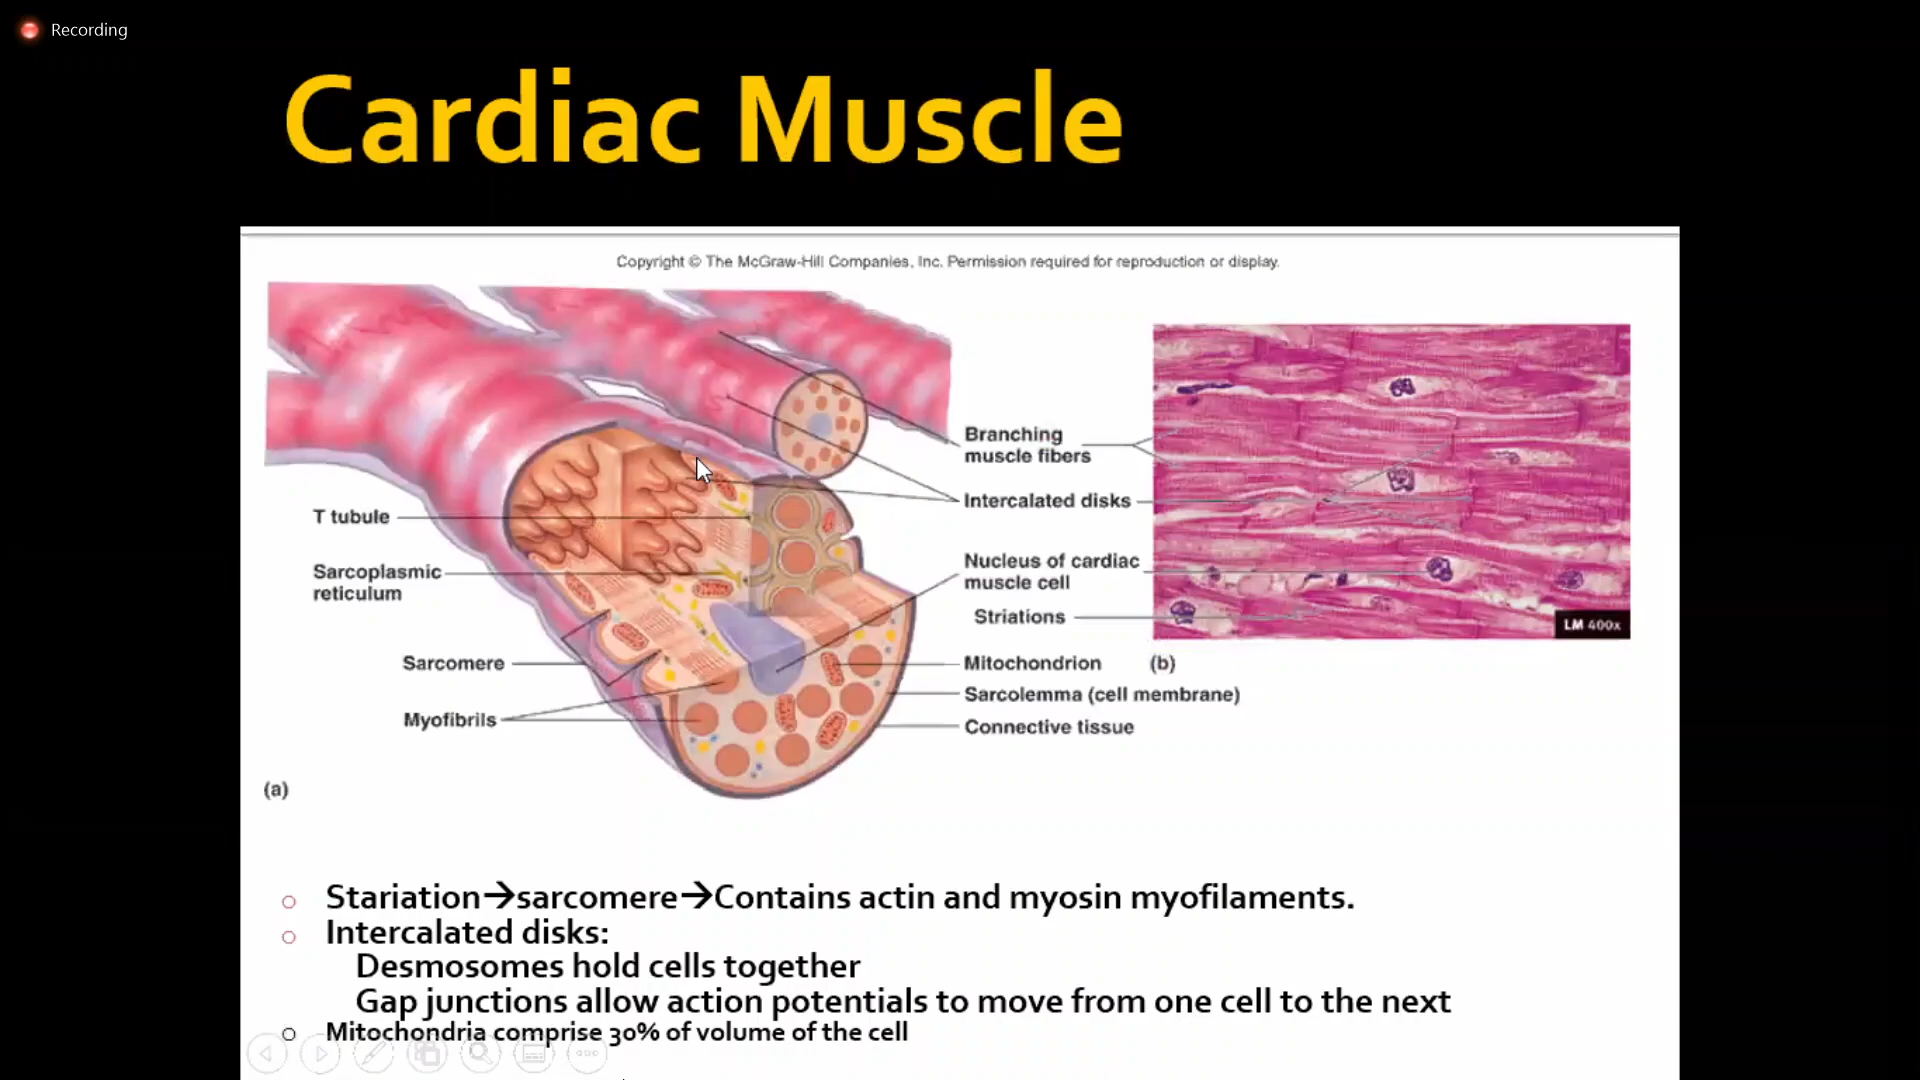 Recording
Cardiac Muscle
Copyright © The McGraw-Hill Companies, Inc. Permission required for reproduction or display.
Branching
muscle fibers
Intercalated disks
T tubule
Sarcoplasmic
reticulum
Nucleus of cardiac
muscle cell
Striations
LM 400x
Sarcomere
Mitochondrion
(b)
Sarcolemma (cell membrane)
Myofibrils
Connective tissue
(a)
Stariation→sarcomere→Contains actin and myosin myofilaments.
Intercalated disks:
Desmosomes hold cells together
Gap junctions allow action potentials to move from one cell to the next
Mitochondria comprise 30% of volume of the cell